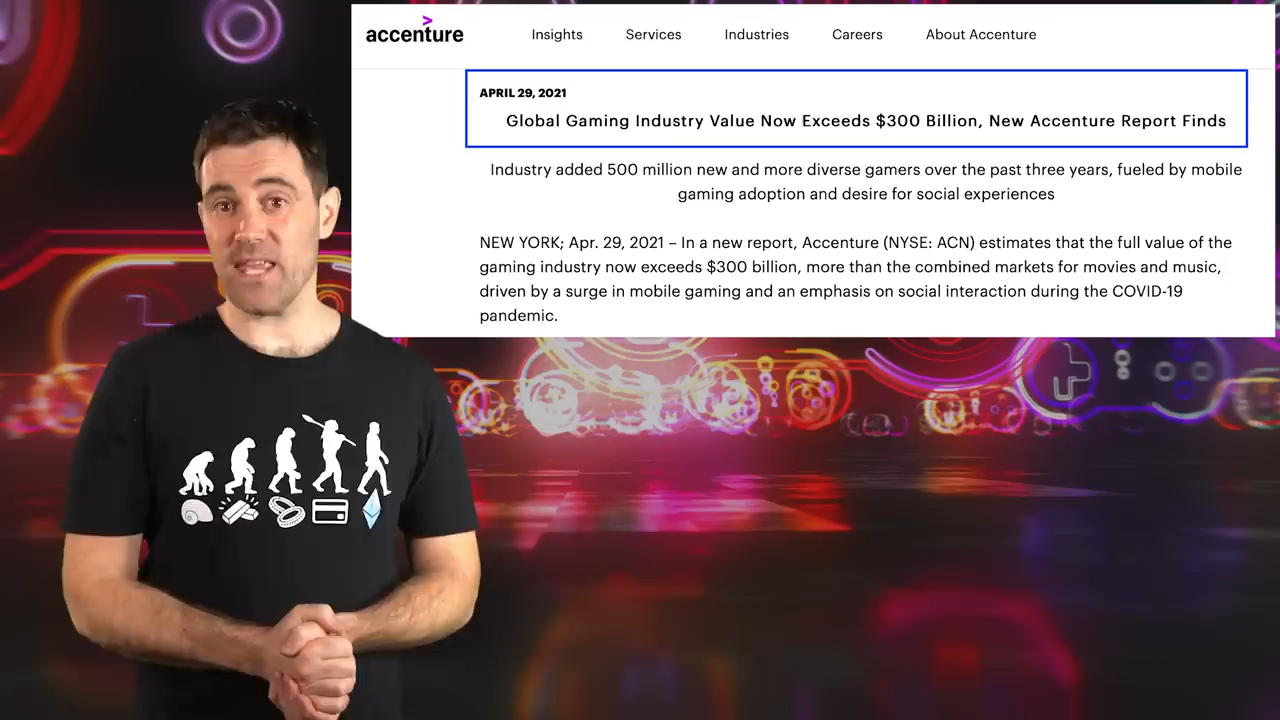 accenture
Insights Services Industries Careers About Accenture
APRIL 29, 2021
Global Gaming Industry Value Now Exceeds $300 Billion, New Accenture Report Finds
Industry added 500 million new and more diverse gamers over the past three years, fueled by mobile
gaming adoption and desire for social experiences
NEW YORK; Apr. 29, 2021 – In a new report, Accenture (NYSE: ACN) estimates that the full value of the
gaming industry now exceeds $300 billion, more than the combined markets for movies and music,
driven by a surge in mobile gaming and an emphasis on social interaction during the COVID-19
pandemic.